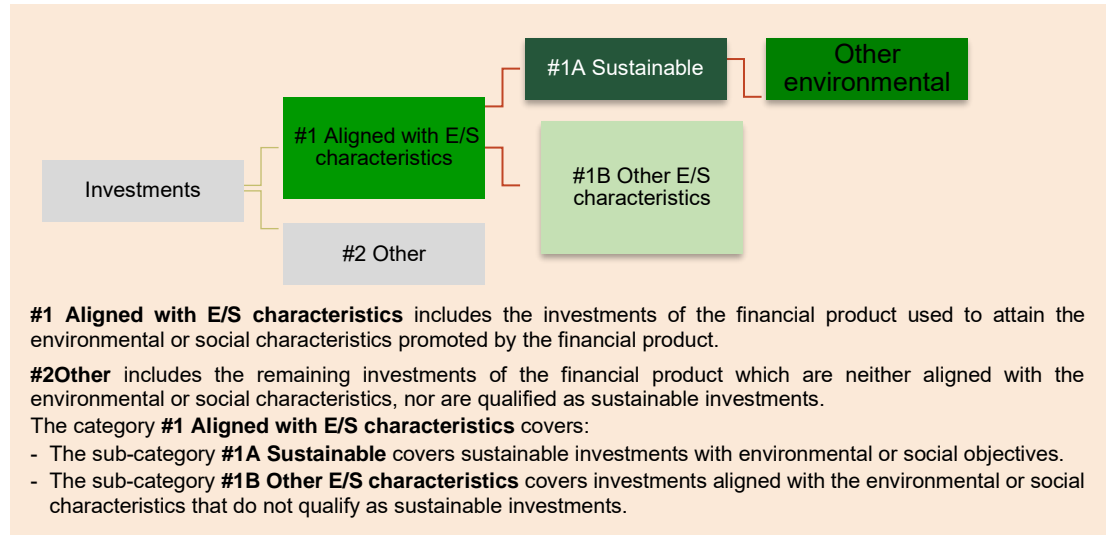 #1A Sustainable
Other
environmental
#1 Aligned with E/S
characteristics
#1B Other E/S
characteristics
Investments
#2 Other
#1 Aligned with E/S characteristics includes the investments of the financial product used to attain the
environmental or social characteristics promoted by the financial product.
#2Other includes the remaining investments of the financial product which are neither aligned with the
environmental or social characteristics, nor are qualified as sustainable investments.
The category #1 Aligned with E/S characteristics covers:
- The sub-category #1A Sustainable covers sustainable investments with environmental or social objectives.
- The sub-category #1B Other E/S characteristics covers investments aligned with the environmental or social
characteristics that do not qualify as sustainable investments.